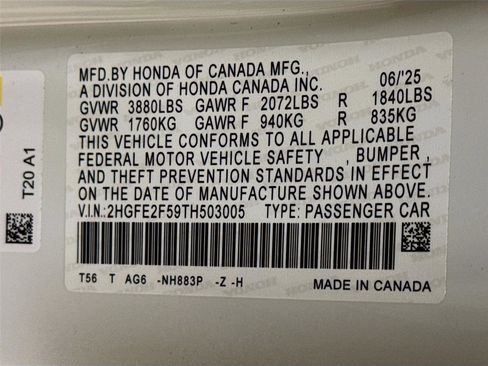 MFD.BY HONDA OF CANADA MFG.,
A DIVISION OF HONDA CANADA INC. 06/'25
GVWR 3880LBS GAWR F 2072LBS R 1840LBS
GVWR 1760KG GAWR F 940KG R 835KG
THIS VEHICLE CONFORMS TO ALL APPLICABLE
FEDERAL MOTOR VEHICLE SAFETY , BUMPER,
AND THEFT PREVENTION STANDARDS IN EFFECT
ON THE DATE OF MANUFACTURE SHOWN ABOVE.
V.I.N.:2HGFE2F59TH503005 TYPE: PASSENGER CAR
T56 T AG6 -NH883P -Z -H
MADE IN CANADA
T20 A1